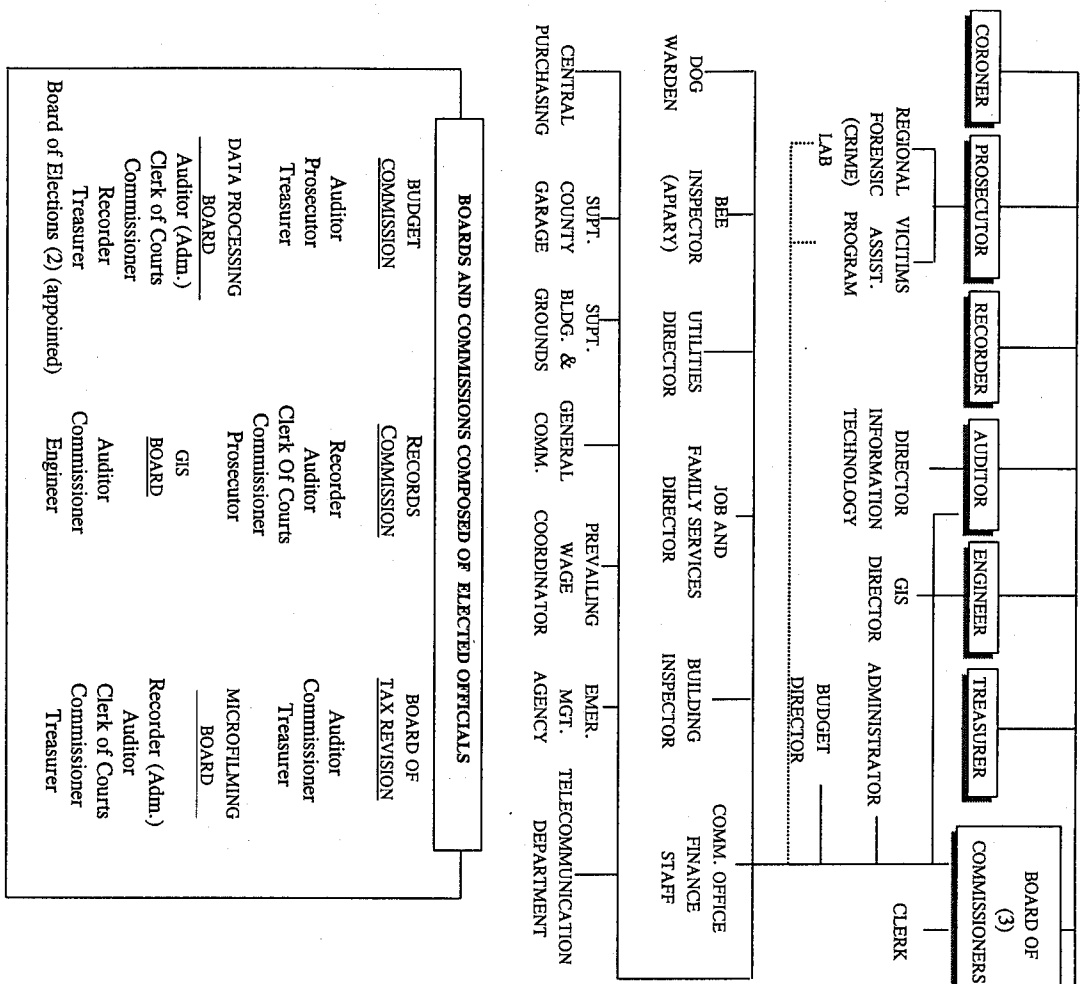 CORONER
PROSECUTOR
RECORDER
AUDITOR
ENGINEER
TREASURER
BOARD OF
(3)
COMMISSIONERS
REGIONAL
FORENSIC
(CRIME)
LAB
VICITIMS
ASSIST.
PROGRAM
DIRECTOR
INFORMATION
TECHNOLOGY
GIS
DIRECTOR
ADMINISTRATOR
CLERK
BUDGET
DIRECTOR
DOG
WARDEN
BEE
INSPECTOR
(APIARY)
UTILITIES
DIRECTOR
JOB AND
FAMILY SERVICES
DIRECTOR
BUILDING
INSPECTOR
COMM. OFFICE
FINANCE
STAFF
CENTRAL
PURCHASING
SUPT.
COUNTY
GARAGE
SUPT.
BLDG. &
GROUNDS
GENERAL
COMM.
PREVAILING
WAGE
COORDINATOR
EMER.
MGT.
AGENCY
TELECOMMUNICATION
DEPARTMENT
BOARDS AND COMMISSIONS COMPOSED OF ELECTED OFFICIALS
BUDGET
COMMISSION
Auditor
Prosecutor
Treasurer
RECORDS
COMMISSION
Recorder
Auditor
Clerk Of Courts
Commissioner
Prosecutor
BOARD OF
TAX REVISION
Auditor
Commissioner
Treasurer
DATA PROCESSING
BOARD
Auditor (Adm.)
Clerk of Courts
Commissioner
Recorder
Treasurer
Board of Elections (2) (appointed)
GIS
BOARD
Auditor
Commissioner
Engineer
MICROFILMING
BOARD
Recorder (Adm.)
Auditor
Clerk of Courts
Commissioner
Treasurer